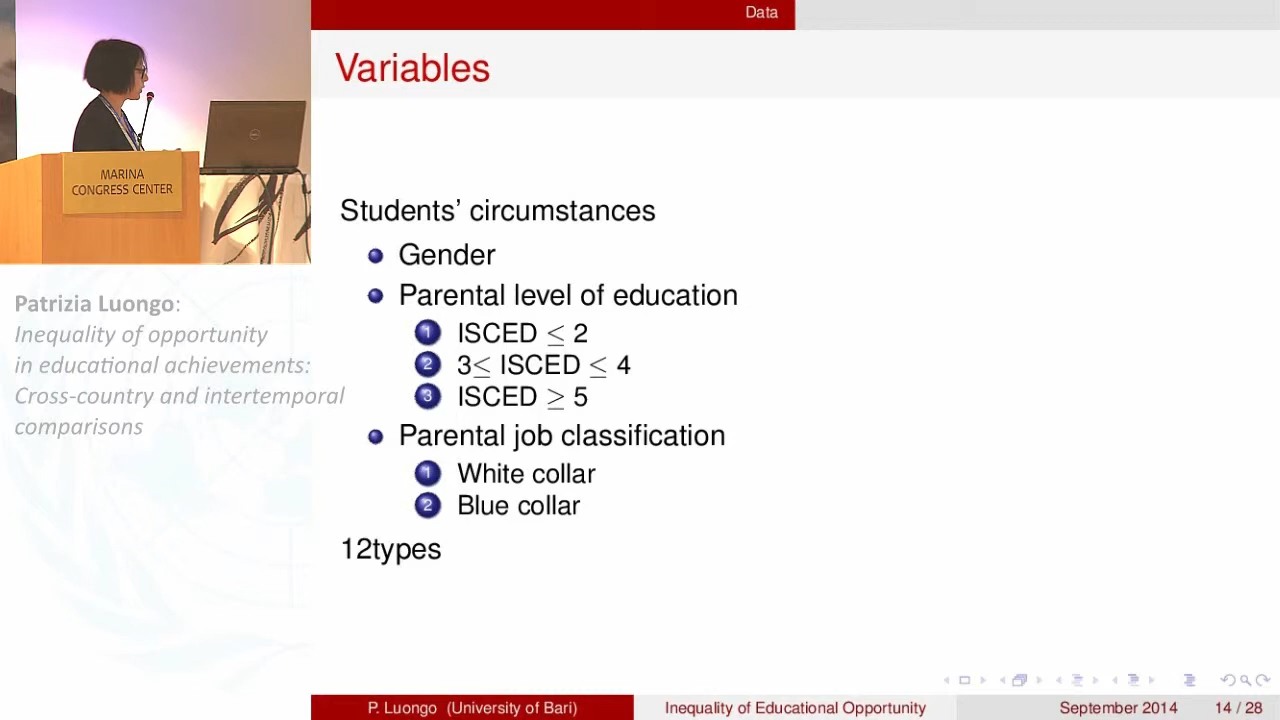 Data
Variables
MARINA
CONGRESS CENTER
Students' circumstances
Gender
Parental level of education
1 ISCED ≤ 2
2 3≤ ISCED ≤ 4
3 ISCED ≥ 5
Parental job classification
1 White collar
2 Blue collar
12types
Patrizia Luongo:
Inequality of opportunity
in educational achievements:
Cross-country and intertemporal
comparisons
P. Luongo (University of Bari)
Inequality of Educational Opportunity
September 2014
14 / 28